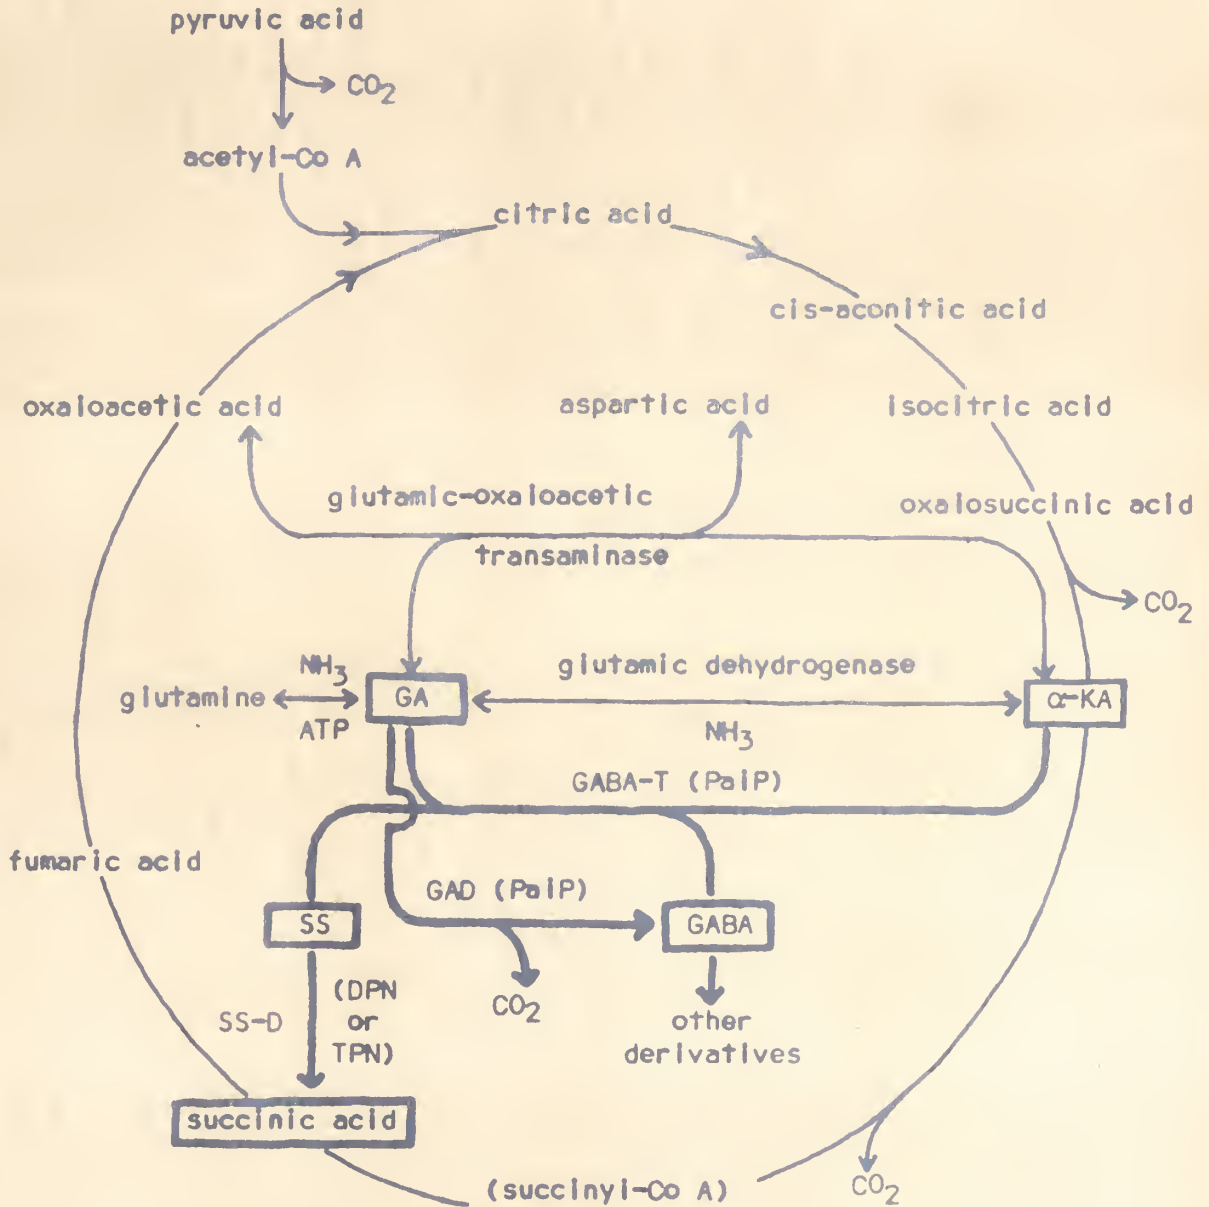 pyruvic acid
CO2
acetyl-Co A
citric acid
cis-aconitic acid
oxaloacetic acid
aspartic acid
isocitric acid
glutamic-oxaloacetic
transaminase
oxalosuccinic acid
CO2
NH3
glutamine
ATP
GA
glutamic dehydrogenase
NH3
α-KA
GABA-T (PalP)
fumaric acid
GAD (PalP)
SS
GABA
CO2
SS-D
(DPN
or
TPN)
other
derivatives
succinic acid
(succinyl-Co A)
CO2